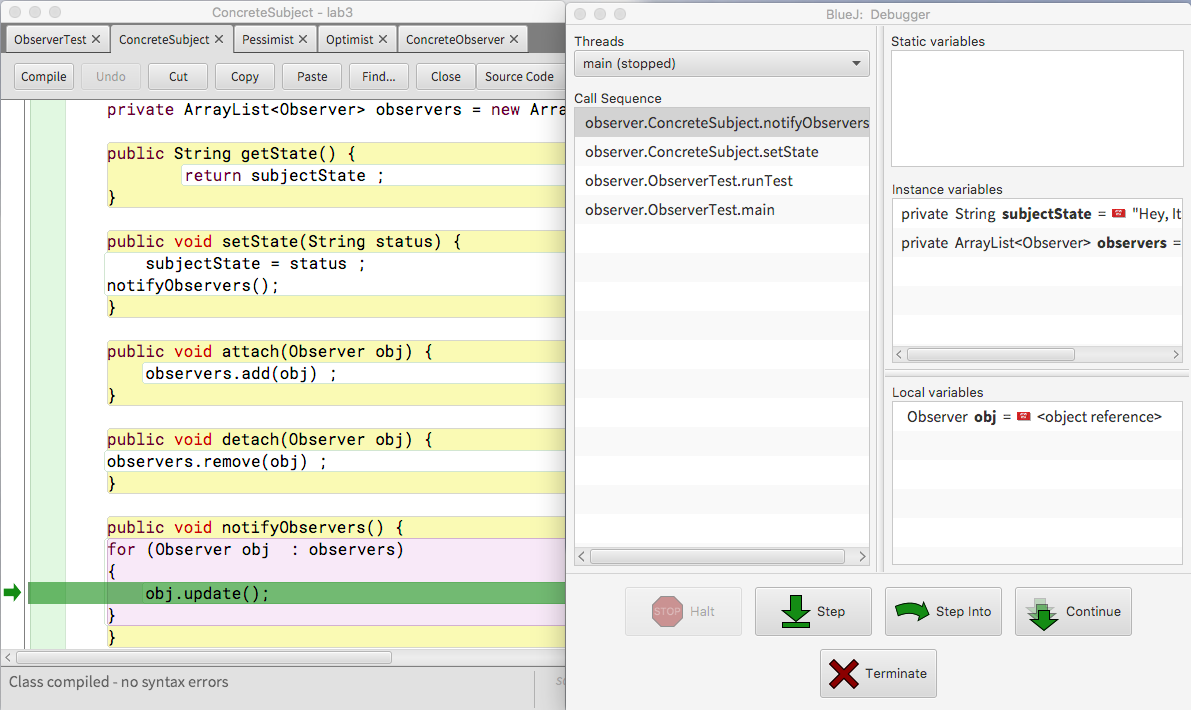 ConcreteSubject - lab3
ObserverTest ✕ ConcreteSubject ✕ Pessimist ✕ Optimist ✕ ConcreteObserver ✕
Compile Undo Cut Copy Paste Find... Close Source Code
private ArrayList<Observer> observers = new Arra
public String getState() {
return subjectState ;
}
public void setState(String status) {
subjectState = status ;
notifyObservers();
}
public void attach(Observer obj) {
observers.add(obj) ;
}
public void detach(Observer obj) {
observers.remove(obj) ;
}
public void notifyObservers() {
for (Observer obj  : observers)
{
obj.update();
}
}
Class compiled - no syntax errors
BlueJ:  Debugger
Threads
main (stopped)
Call Sequence
observer.ConcreteSubject.notifyObservers
observer.ConcreteSubject.setState
observer.ObserverTest.runTest
observer.ObserverTest.main
Static variables
Instance variables
private String subjectState = "Hey, It
private ArrayList<Observer> observers =
Local variables
Observer obj = <object reference>
STOP Halt
Step
Step Into
Continue
Terminate